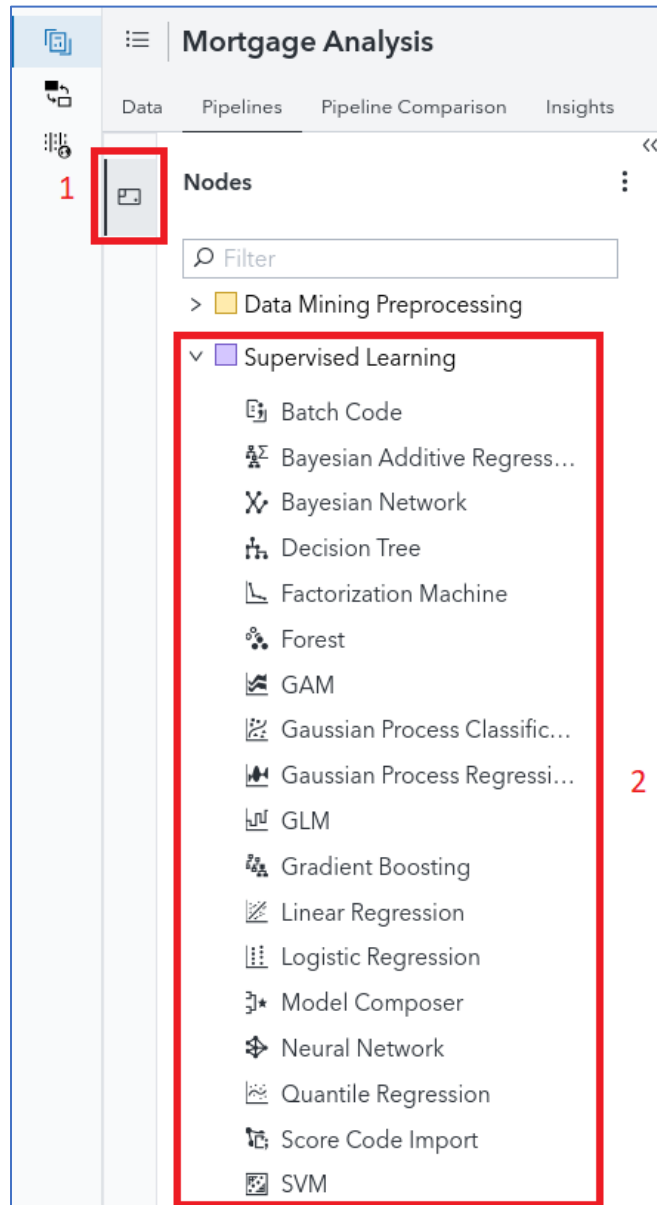 Mortgage Analysis
Data Pipelines Pipeline Comparison Insights
1
Nodes
Filter
Data Mining Preprocessing
Supervised Learning
Batch Code
Bayesian Additive Regress...
Bayesian Network
Decision Tree
Factorization Machine
Forest
GAM
Gaussian Process Classific...
Gaussian Process Regressi...
2
GLM
Gradient Boosting
Linear Regression
Logistic Regression
Model Composer
Neural Network
Quantile Regression
Score Code Import
SVM